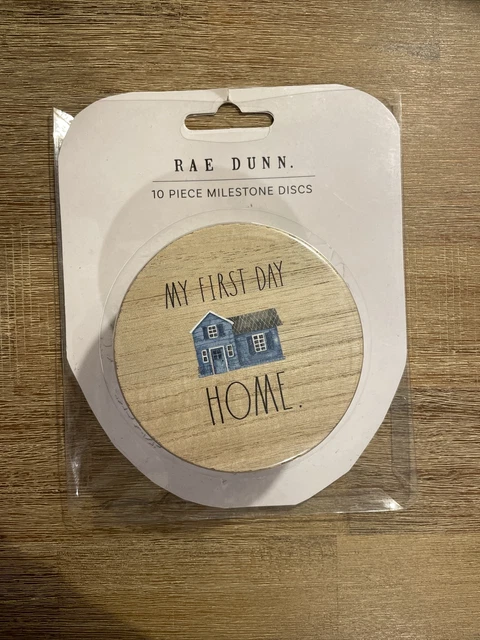 RAE DUNN.
10 PIECE MILESTONE DISCS
MY FIRST DAY
HOME.